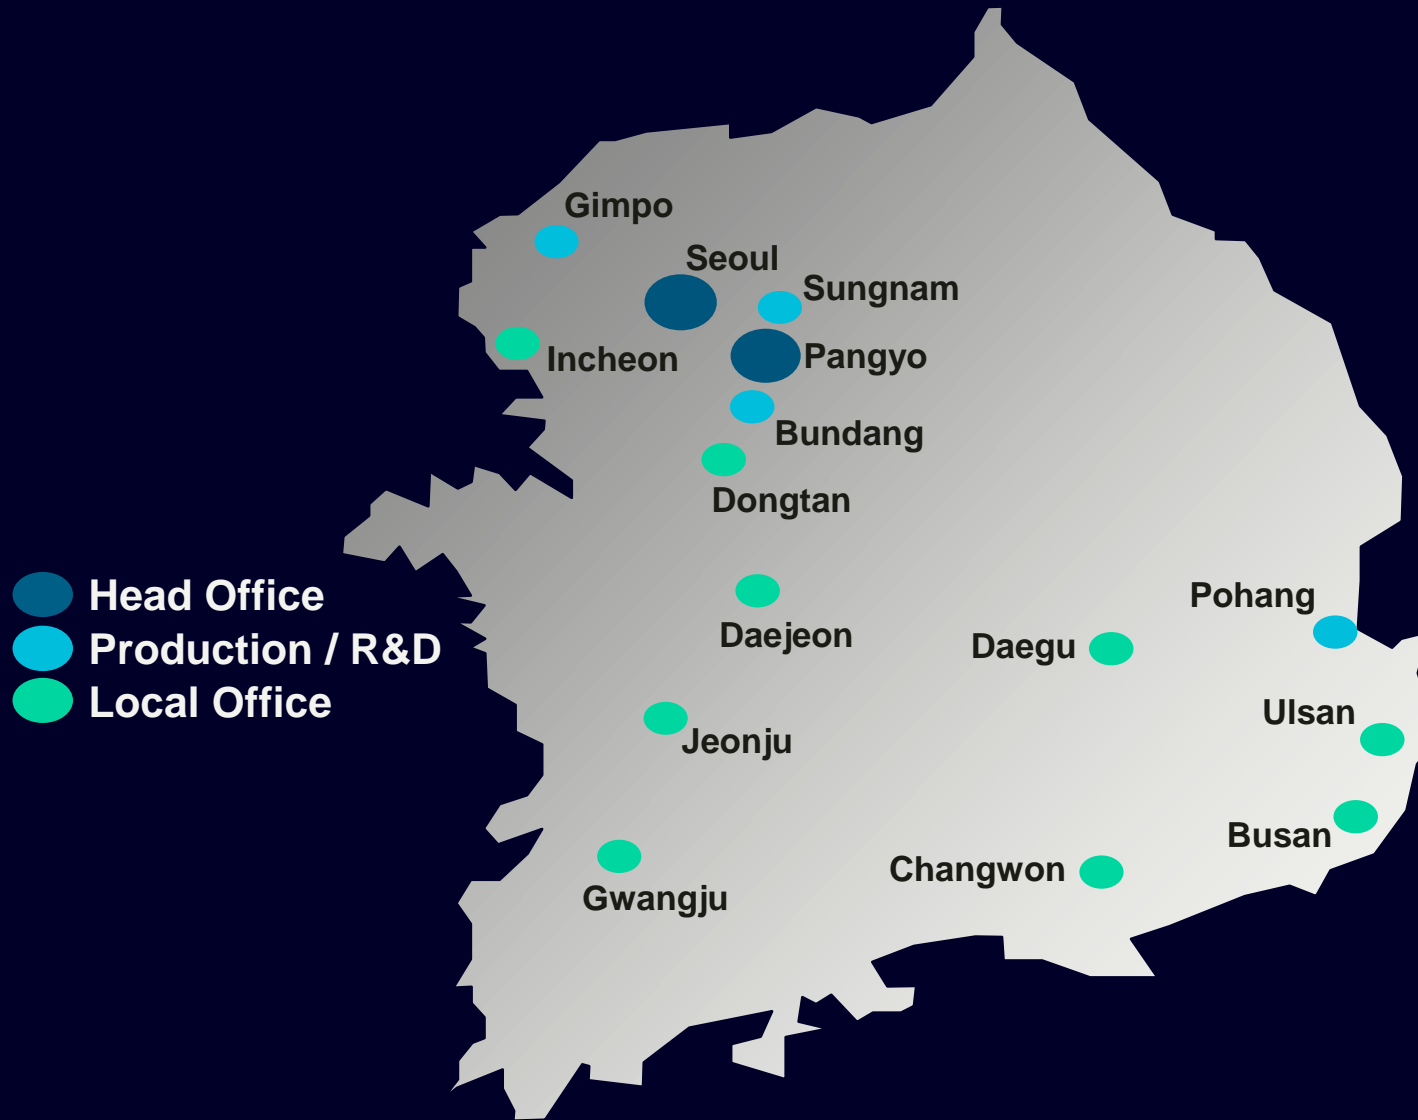 Gimpo
Seoul
Sungnam
Incheon
Pangyo
Bundang
Dongtan
Head Office
Production / R&D
Local Office
Daejeon
Pohang
Daegu
Ulsan
Jeonju
Busan
Changwon
Gwangju